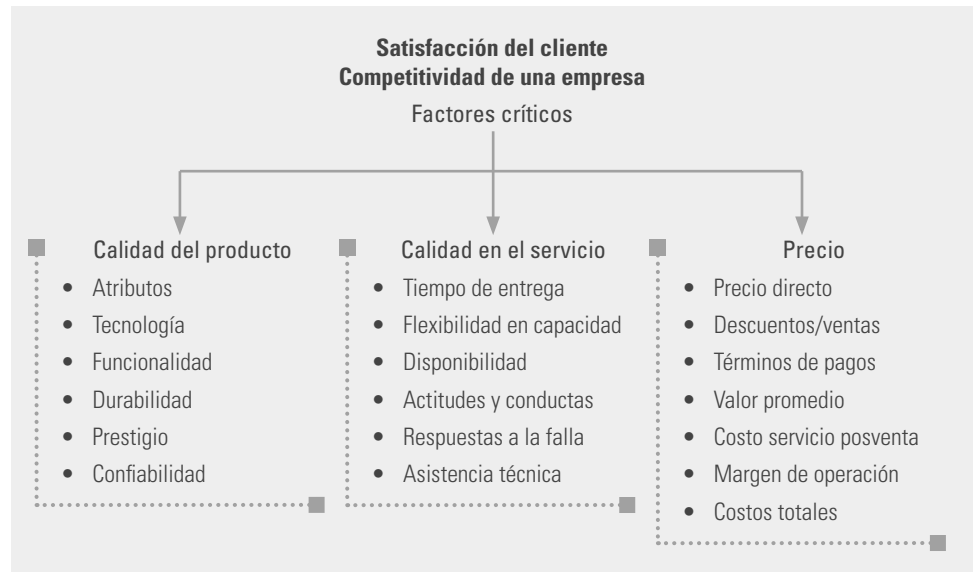 Satisfacción del cliente
Competitividad de una empresa
Factores críticos
Calidad del producto
• Atributos
• Tecnología
• Funcionalidad
• Durabilidad
• Prestigio
• Confiabilidad
Calidad en el servicio
• Tiempo de entrega
• Flexibilidad en capacidad
• Disponibilidad
• Actitudes y conductas
• Respuestas a la falla
• Asistencia técnica
Precio
• Precio directo
• Descuentos/ventas
• Términos de pagos
• Valor promedio
• Costo servicio posventa
• Margen de operación
• Costos totales